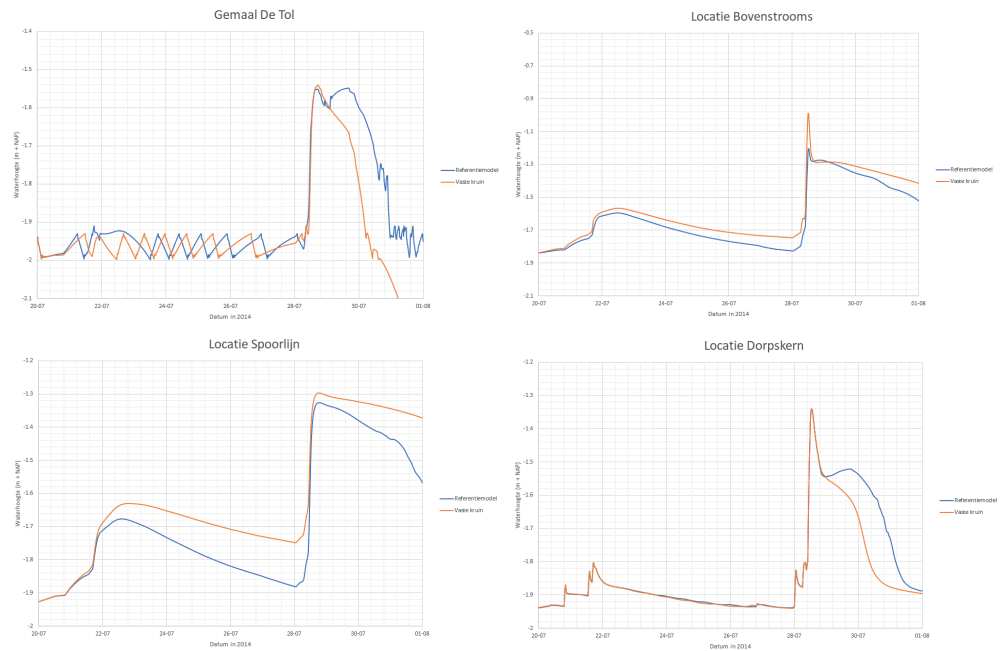 Gemaal De Tol
-1.4
-1.5
-1.6
-1.7
-1.8
-1.9
-2
-2.1
Waterhoogte (m + NAP)
20-07 22-07 24-07 26-07 28-07 30-07 01-08
Datum in 2014
Referentiemodel
Vaste kruin
Locatie Bovenstrooms
-0.5
-0.7
-0.9
-1.1
-1.3
-1.5
-1.7
-1.9
-2.1
Waterhoogte (m + NAP)
20-07 22-07 24-07 26-07 28-07 30-07 01-08
Datum in 2014
Referentiemodel
Vaste kruin
Locatie Spoorlijn
-1.2
-1.3
-1.4
-1.5
-1.6
-1.7
-1.8
-1.9
-2
Waterhoogte (m + NAP)
20-07 22-07 24-07 26-07 28-07 30-07 01-08
Datum in 2014
Referentiemodel
Vaste kruin
Locatie Dorpskern
-1.2
-1.3
-1.4
-1.5
-1.6
-1.7
-1.8
-1.9
-2
Waterhoogte (m + NAP)
20-07 22-07 24-07 26-07 28-07 30-07 01-08
Datum in 2014
Referentiemodel
Vaste kruin